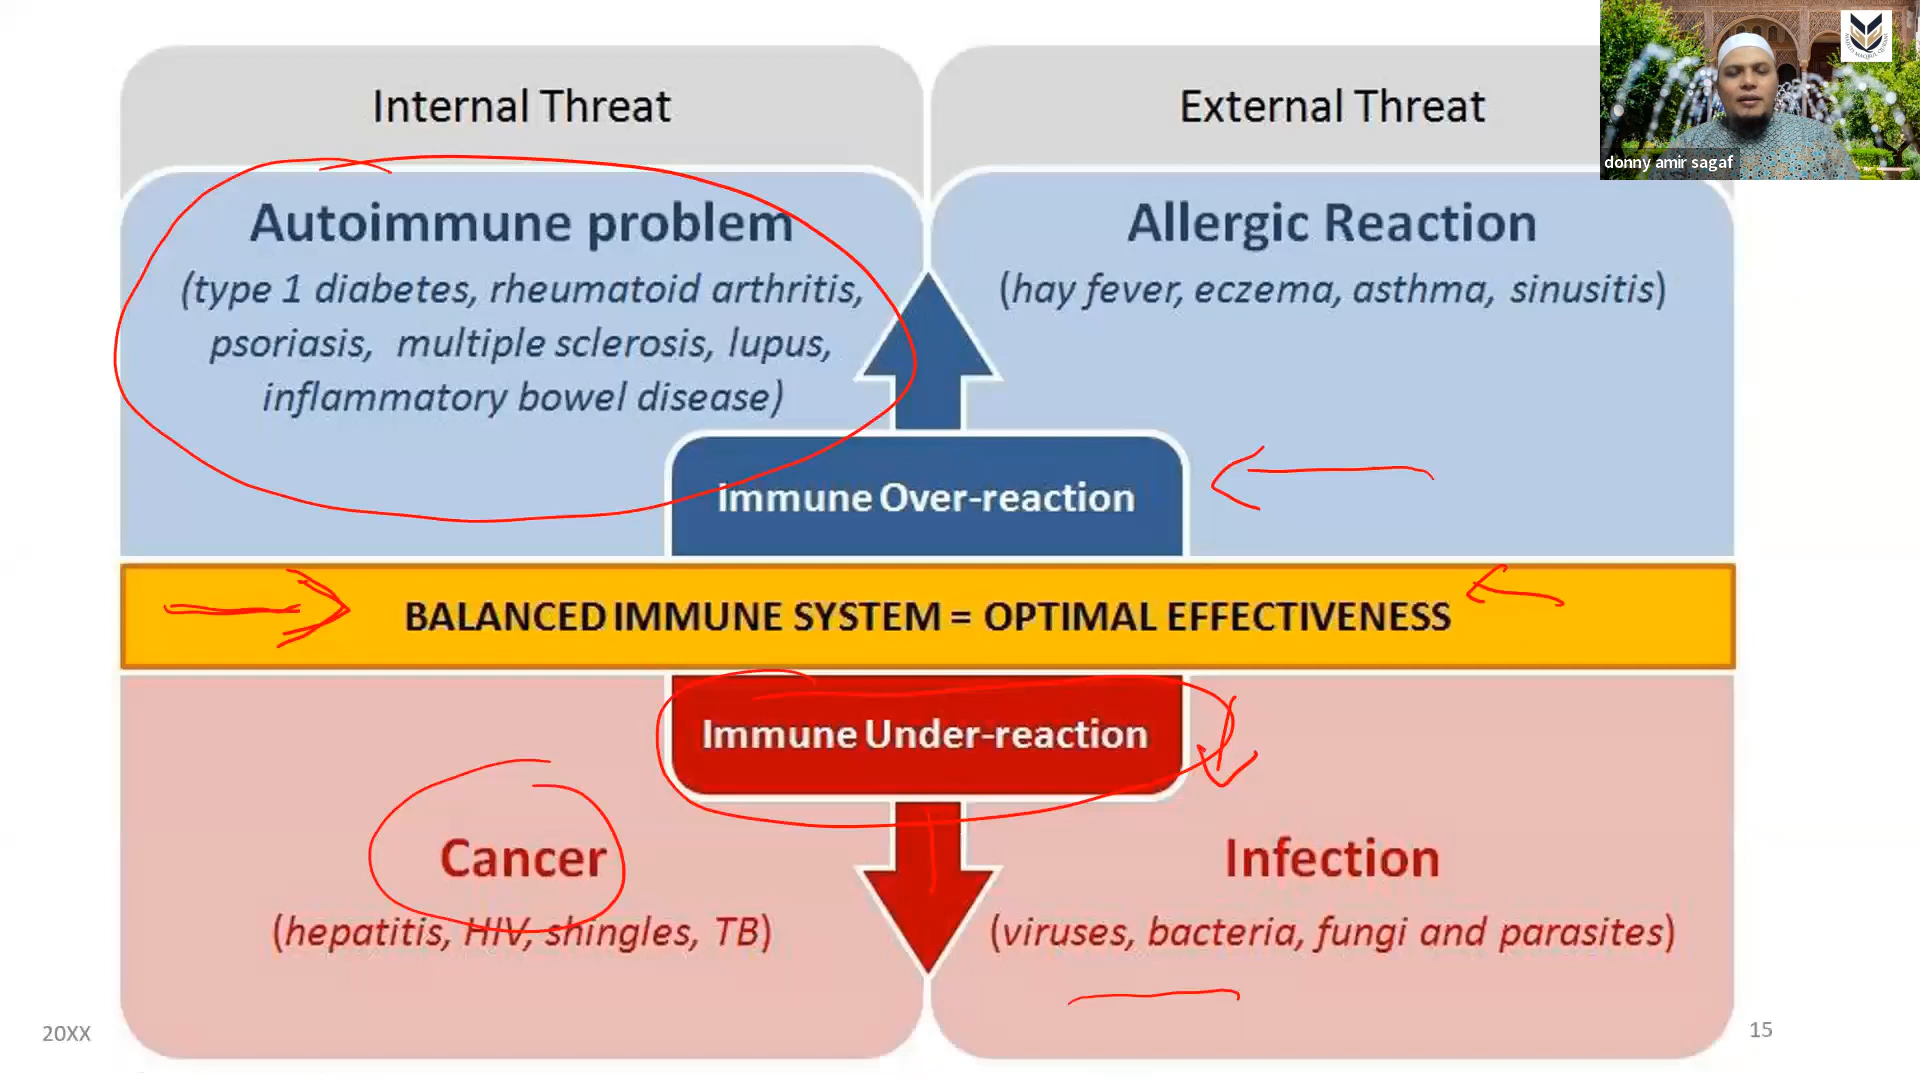 Internal Threat
External Threat
donny amir sagaf
Autoimmune problem
(type 1 diabetes, rheumatoid arthritis,
psoriasis, multiple sclerosis, lupus,
inflammatory bowel disease)
Allergic Reaction
(hay fever, eczema, asthma, sinusitis)
Immune Over-reaction
BALANCED IMMUNE SYSTEM = OPTIMAL EFFECTIVENESS
Immune Under-reaction
Cancer
(hepatitis, HIV, shingles, TB)
Infection
(viruses, bacteria, fungi and parasites)
20XX
15